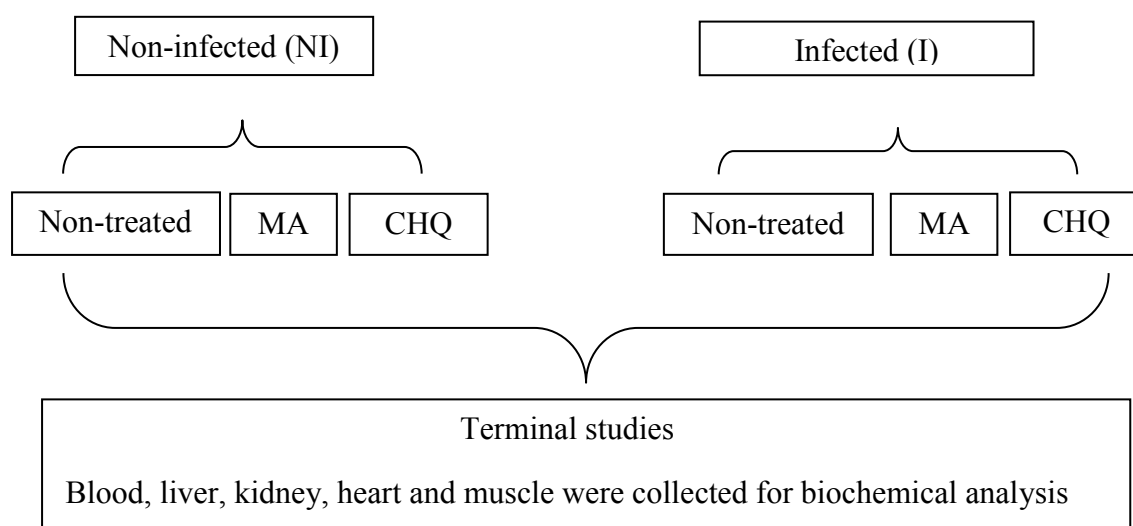 Non-infected (NI)
Infected (I)
Non-treated
MA
CHQ
Non-treated
MA
CHQ
Terminal studies
Blood, liver, kidney, heart and muscle were collected for biochemical analysis